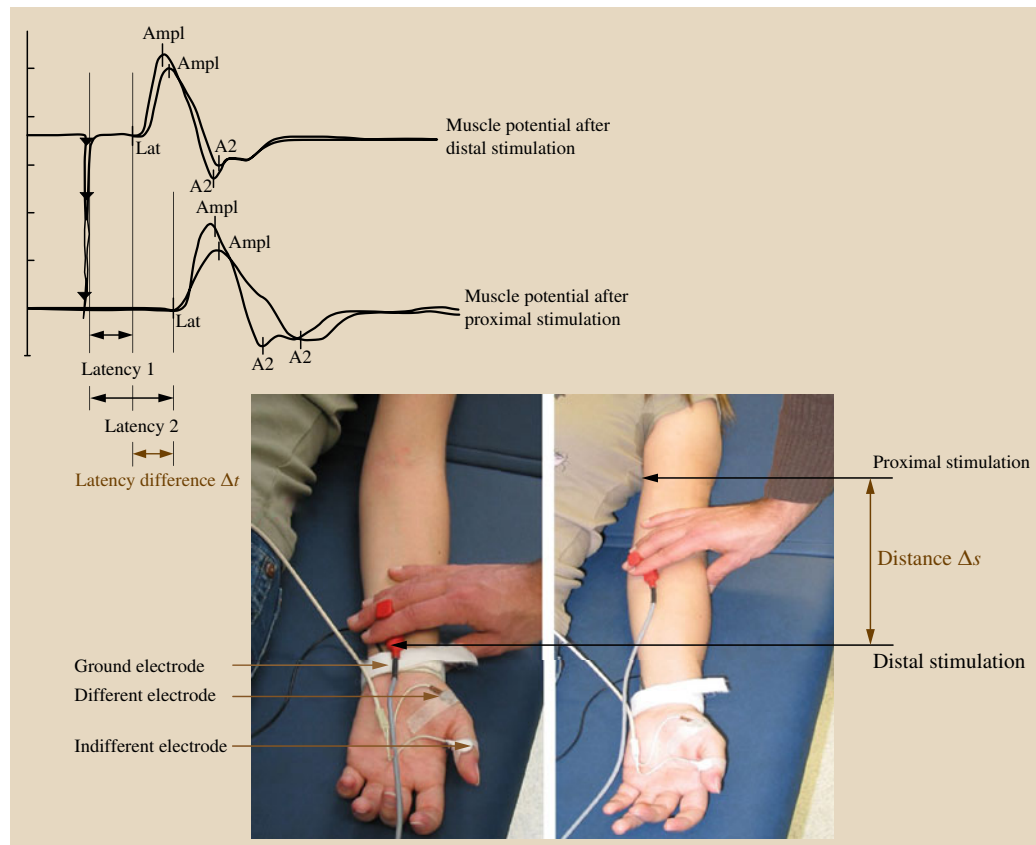 Ampl
Ampl
Muscle potential after
distal stimulation
Lat
A2
A2
Ampl
Ampl
Muscle potential after
proximal stimulation
Lat
A2
A2
Latency 1
Latency 2
Latency difference Δt
Proximal stimulation
Distance Δs
Ground electrode
Distal stimulation
Different electrode
Indifferent electrode